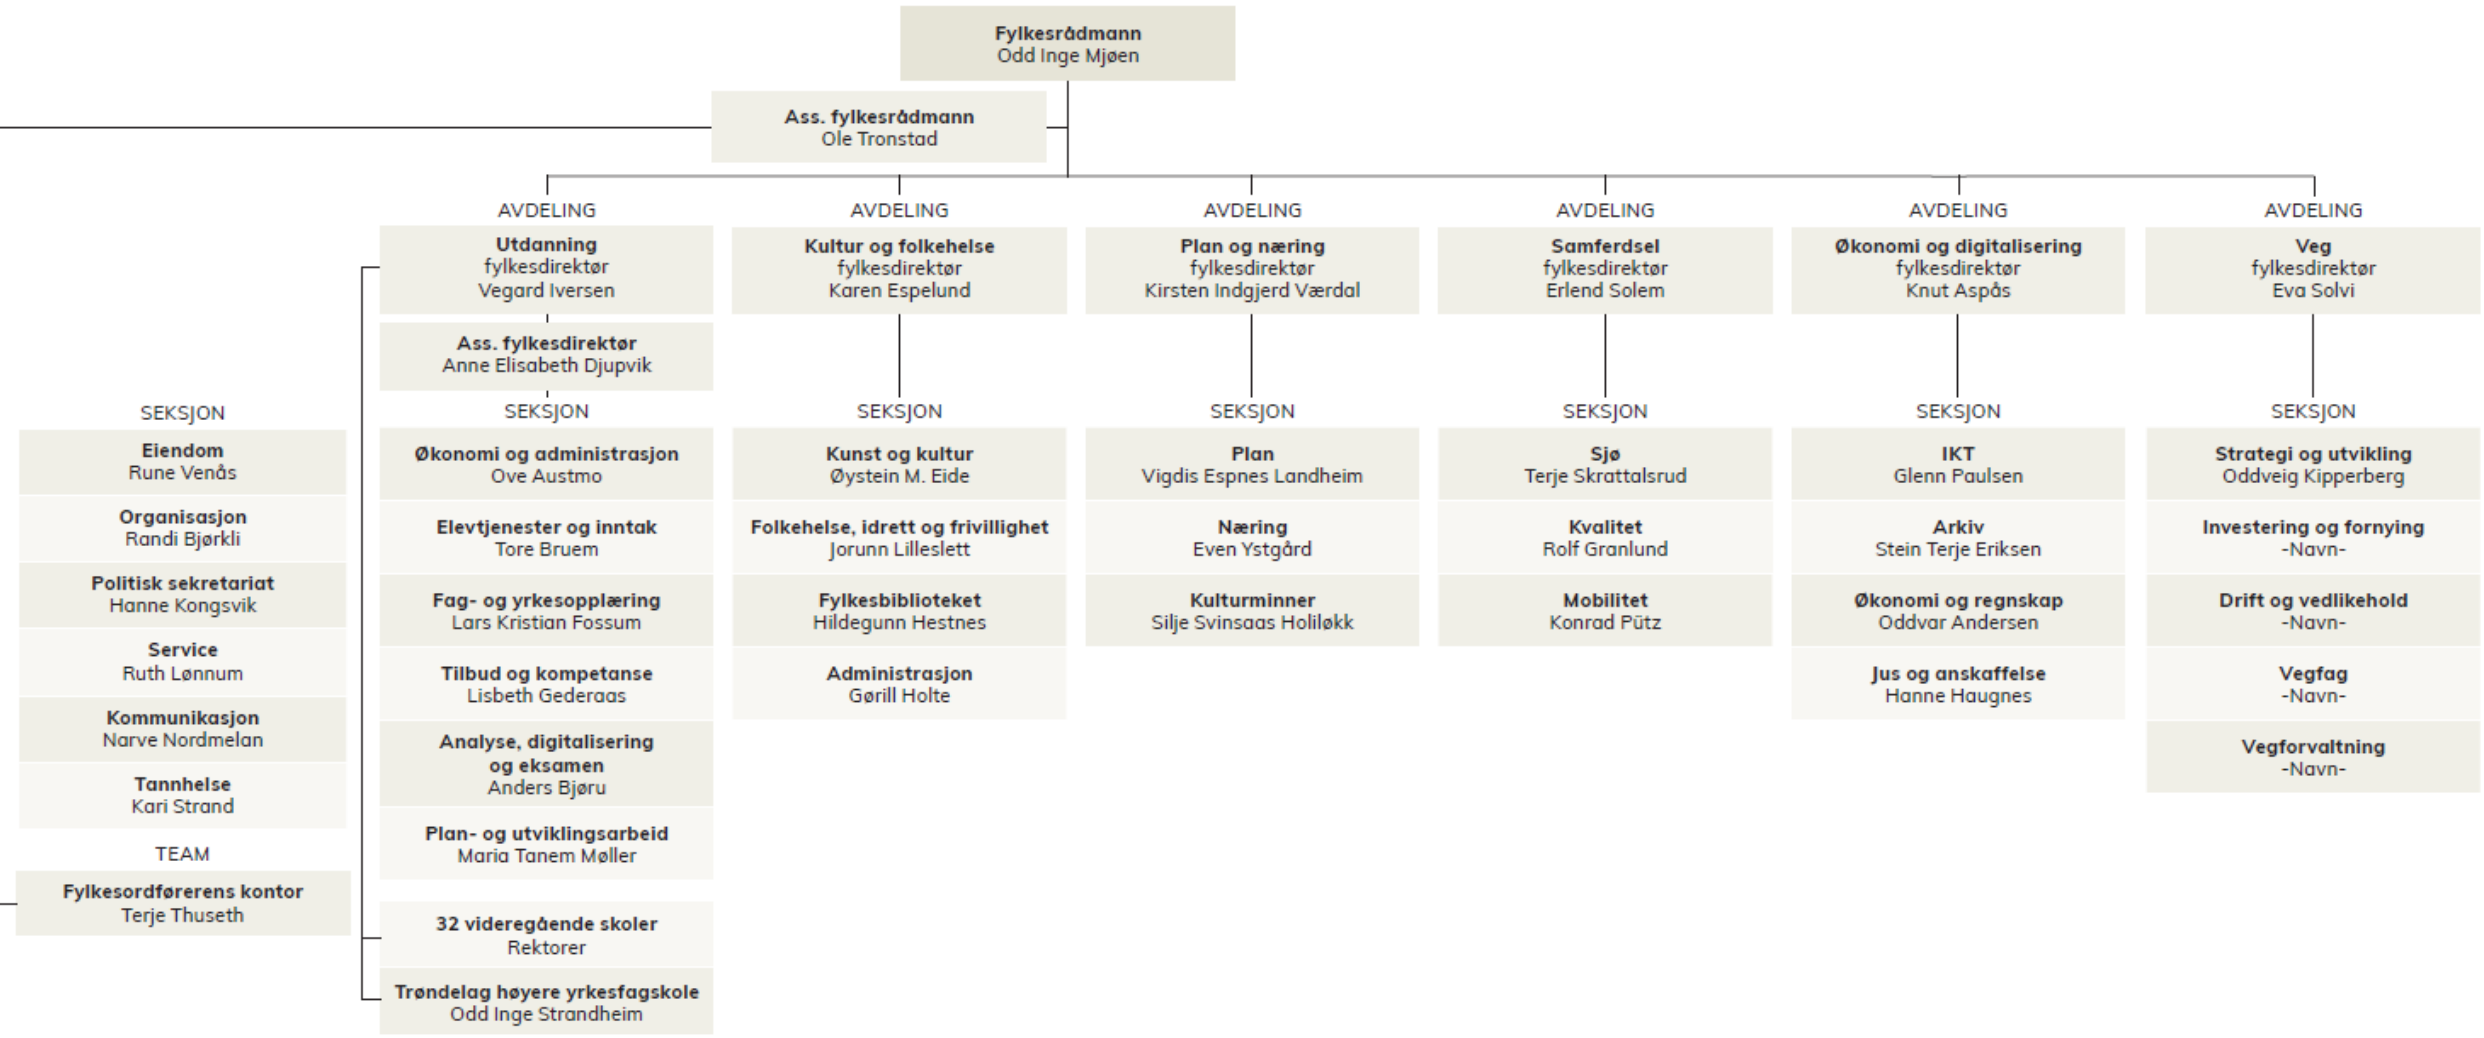 Fylkesrådmann
Odd Inge Mjøen
Ass. fylkesrådmann
Ole Tronstad
SEKSJON
Eiendom
Rune Venås
Organisasjon
Randi Bjørkli
Politisk sekretariat
Hanne Kongsvik
Service
Ruth Lønnum
Kommunikasjon
Narve Nordmelan
Tannhelse
Kari Strand
TEAM
Fylkesordførerens kontor
Terje Thuseth
AVDELING
Utdanning
fylkesdirektør
Vegard Iversen
Ass. fylkesdirektør
Anne Elisabeth Djupvik
SEKSJON
Økonomi og administrasjon
Ove Austmo
Elevtjenester og inntak
Tore Bruem
Fag- og yrkesopplæring
Lars Kristian Fossum
Tilbud og kompetanse
Lisbeth Gederaas
Analyse, digitalisering
og eksamen
Anders Bjøru
Plan- og utviklingsarbeid
Maria Tanem Møller
32 videregående skoler
Rektorer
Trøndelag høyere yrkesfagskole
Odd Inge Strandheim
AVDELING
Kultur og folkehelse
fylkesdirektør
Karen Espelund
SEKSJON
Kunst og kultur
Øystein M. Eide
Folkehelse, idrett og frivillighet
Jorunn Lilleslett
Fylkesbiblioteket
Hildegunn Hestnes
Administrasjon
Gørill Holte
AVDELING
Plan og næring
fylkesdirektør
Kirsten Indgjerd Værdal
SEKSJON
Plan
Vigdis Espnes Landheim
Næring
Even Ystgård
Kulturminner
Silje Svinsaas Holiløkk
AVDELING
Samferdsel
fylkesdirektør
Erlend Solem
SEKSJON
Sjø
Terje Skrattalsrud
Kvalitet
Rolf Granlund
Mobilitet
Konrad Pütz
AVDELING
Økonomi og digitalisering
fylkesdirektør
Knut Aspås
SEKSJON
IKT
Glenn Paulsen
Arkiv
Stein Terje Eriksen
Økonomi og regnskap
Oddvar Andersen
Jus og anskaffelse
Hanne Haugnes
AVDELING
Veg
fylkesdirektør
Eva Solvi
SEKSJON
Strategi og utvikling
Oddveig Kipperberg
Investering og fornying
-Navn-
Drift og vedlikehold
-Navn-
Vegfag
-Navn-
Vegforvaltning
-Navn-